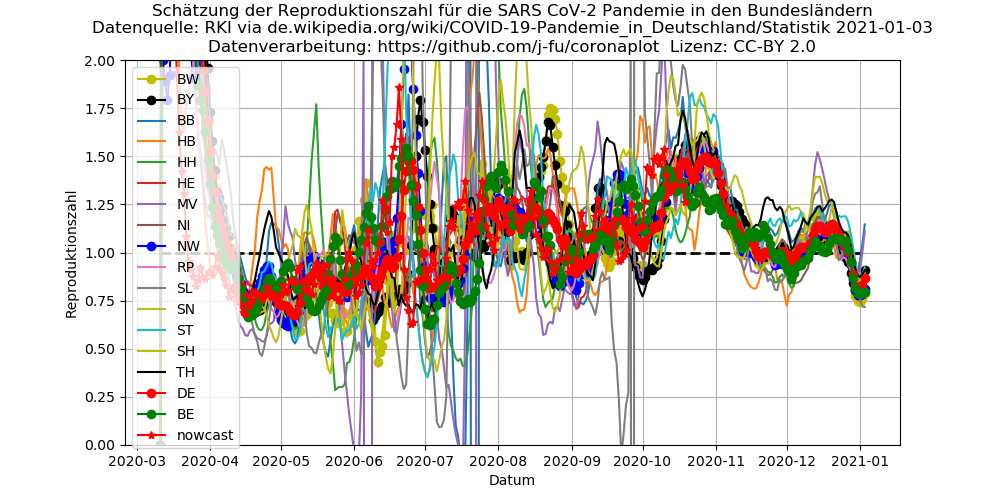 Schätzung der Reproduktionszahl für die SARS CoV-2 Pandemie in den Bundesländern
Datenquelle: RKI via de.wikipedia.org/wiki/COVID-19-Pandemie_in_Deutschland/Statistik 2021-01-03
Datenverarbeitung: https://github.com/j-fu/coronaplot Lizenz: CC-BY 2.0
2.00
1.75
1.50
1.25
1.00
0.75
0.50
0.25
0.00
Reproduktionszahl
BW
BY
BB
HB
HH
HE
MV
NI
NW
RP
SL
SN
ST
SH
TH
DE
BE
nowcast
2020-03 2020-04 2020-05 2020-06 2020-07 2020-08 2020-09 2020-10 2020-11 2020-12 2021-01
Datum